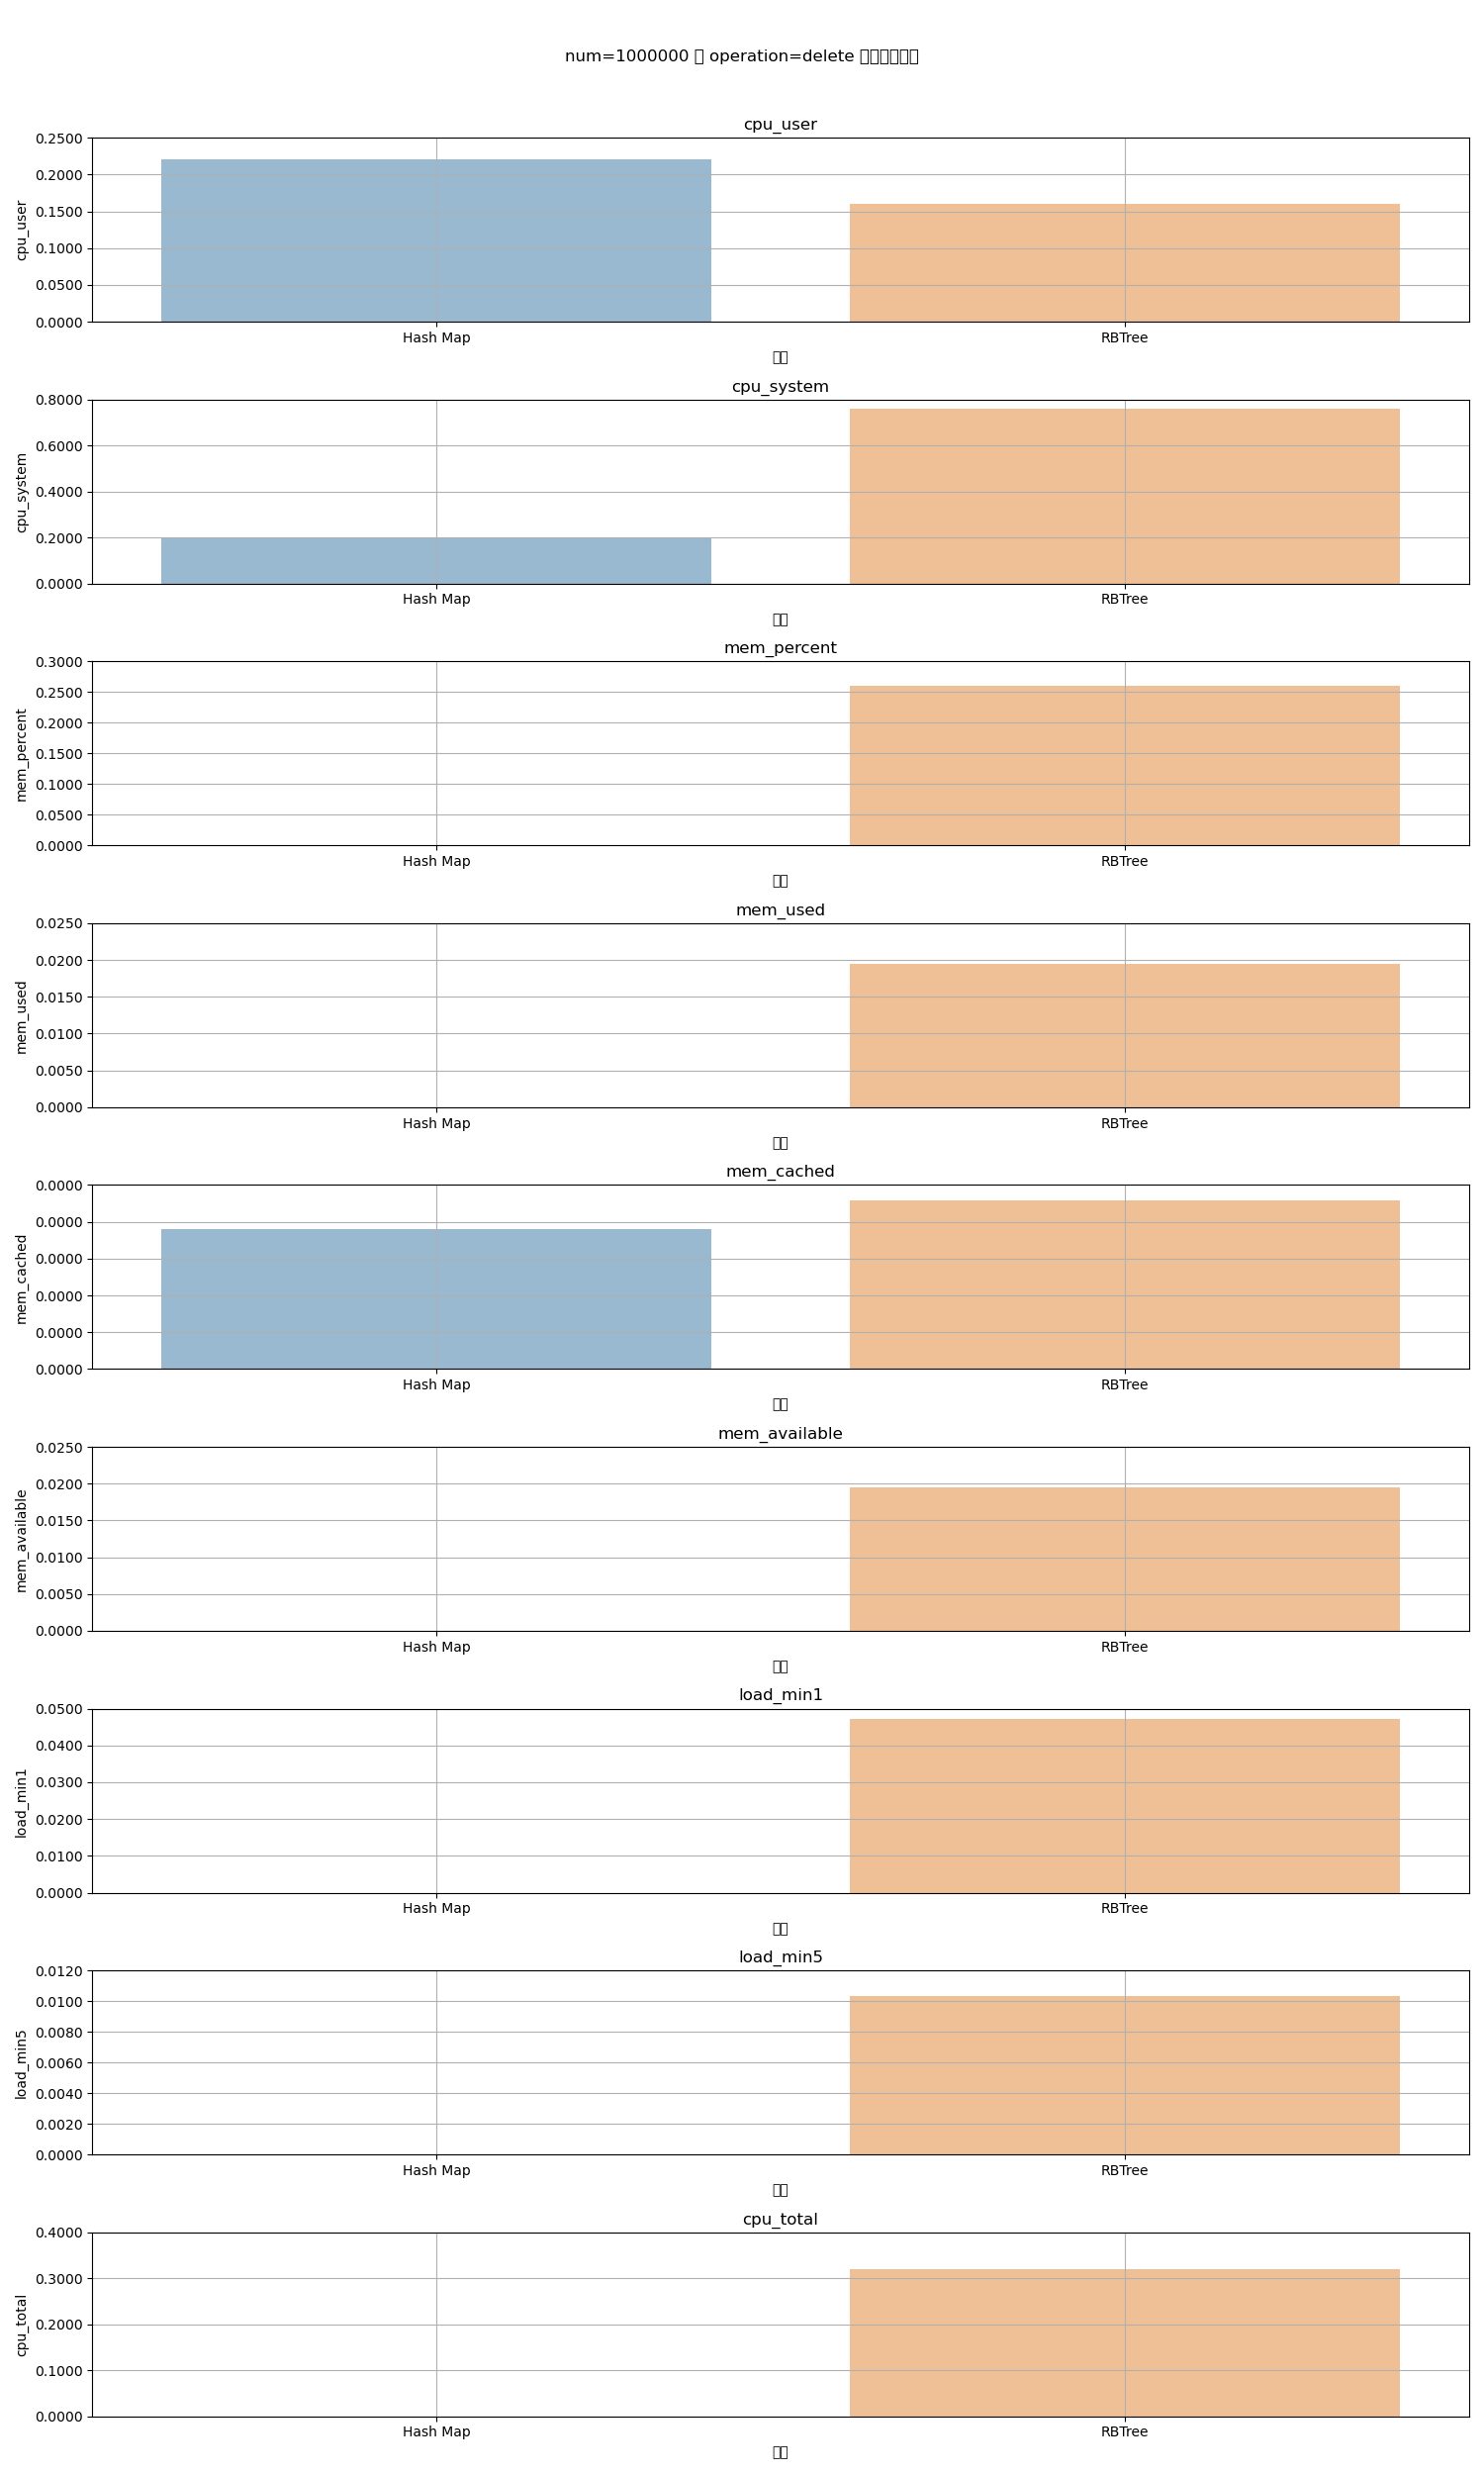 num=1000000 operation=delete
cpu_user
0.2500
0.2000
0.1500
0.1000
0.0500
0.0000
cpu_user
Hash Map RBTree
cpu_system
0.8000
0.6000
0.4000
0.2000
0.0000
cpu_system
Hash Map RBTree
mem_percent
0.3000
0.2500
0.2000
0.1500
0.1000
0.0500
0.0000
mem_percent
Hash Map RBTree
mem_used
0.0250
0.0200
0.0150
0.0100
0.0050
0.0000
mem_used
Hash Map RBTree
mem_cached
0.0000
0.0000
0.0000
0.0000
0.0000
0.0000
mem_cached
Hash Map RBTree
mem_available
0.0250
0.0200
0.0150
0.0100
0.0050
0.0000
mem_available
Hash Map RBTree
load_min1
0.0500
0.0400
0.0300
0.0200
0.0100
0.0000
load_min1
Hash Map RBTree
load_min5
0.0120
0.0100
0.0080
0.0060
0.0040
0.0020
0.0000
load_min5
Hash Map RBTree
cpu_total
0.4000
0.3000
0.2000
0.1000
0.0000
cpu_total
Hash Map RBTree